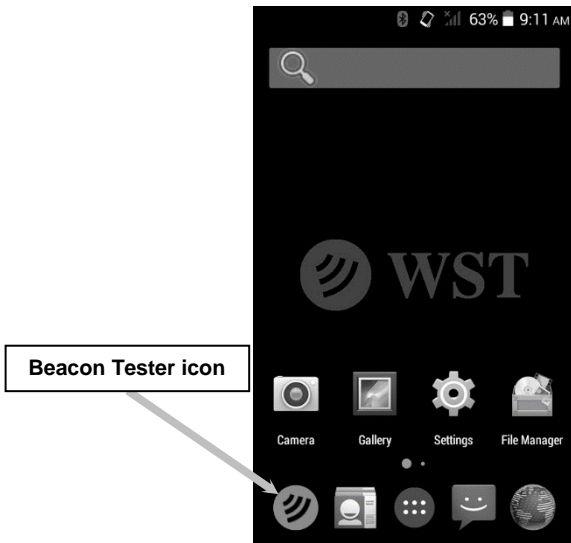 63% 9:11 AM
WST
Beacon Tester icon
Camera Gallery Settings File Manager